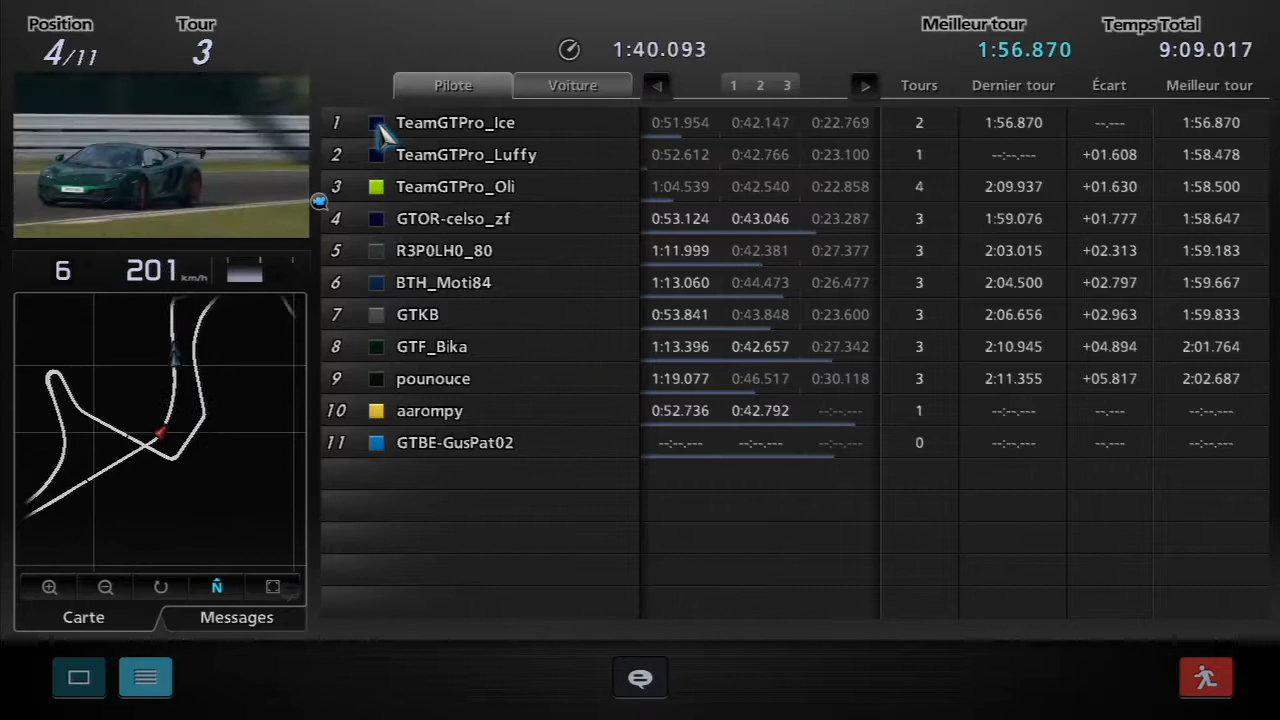 Position Tour Meilleur tour Temps Total
4/11 3 1:40.093 1:56.870 9:09.017
Pilote Voiture 1 2 3 Tours Dernier tour Écart Meilleur tour
1 TeamGTPro_Ice 0:51.954 0:42.147 0:22.769 2 1:56.870 --.--- 1:56.870
2 TeamGTPro_Luffy 0:52.612 0:42.766 0:23.100 1 --:--.--- +01.608 1:58.478
3 TeamGTPro_Oli 1:04.539 0:42.540 0:22.858 4 2:09.937 +01.630 1:58.500
4 GTOR-celso_zf 0:53.124 0:43.046 0:23.287 3 1:59.076 +01.777 1:58.647
5 R3P0LH0_80 1:11.999 0:42.381 0:27.377 3 2:03.015 +02.313 1:59.183
6 BTH_Moti84 1:13.060 0:44.473 0:26.477 3 2:04.500 +02.797 1:59.667
7 GTKB 0:53.841 0:43.848 0:23.600 3 2:06.656 +02.963 1:59.833
8 GTF_Bika 1:13.396 0:42.657 0:27.342 3 2:10.945 +04.894 2:01.764
9 pounouce 1:19.077 0:46.517 0:30.118 3 2:11.355 +05.817 2:02.687
10 aarompy 0:52.736 0:42.792 --:--.--- 1 --:--.--- --.--- --:--.---
11 GTBE-GusPat02 --:--.--- --:--.--- --:--.--- 0 --:--.--- --.--- --:--.---
6 201 km/h
N
Carte Messages